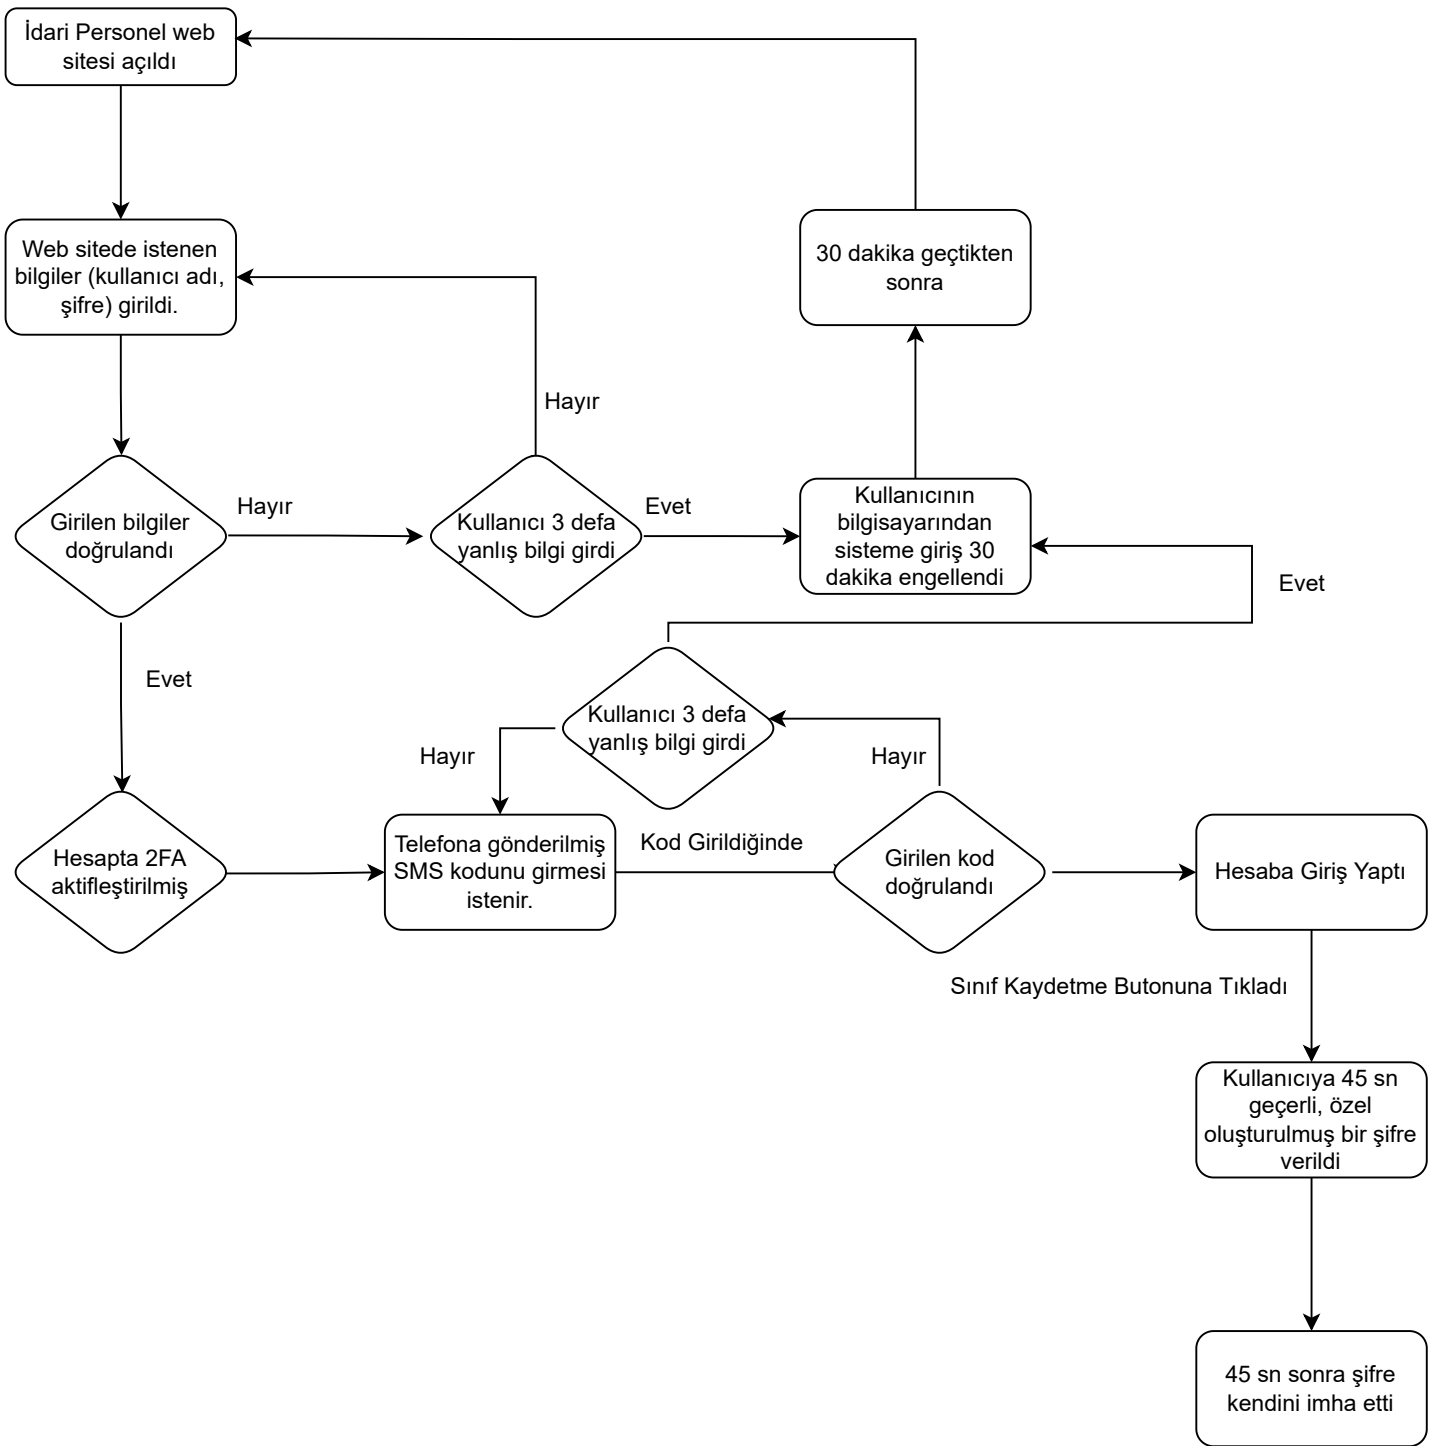 İdari Personel web
sitesi açıldı
Web sitede istenen
bilgiler (kullanıcı adı,
şifre) girildi.
30 dakika geçtikten
sonra
Hayır
Girilen bilgiler
doğrulandı
Hayır
Kullanıcı 3 defa
yanlış bilgi girdi
Evet
Kullanıcının
bilgisayarından
sisteme giriş 30
dakika engellendi
Evet
Evet
Kullanıcı 3 defa
yanlış bilgi girdi
Hayır
Hayır
Hesapta 2FA
aktifleştirilmiş
Telefona gönderilmiş
SMS kodunu girmesi
istenir.
Kod Girildiğinde
Girilen kod
doğrulandı
Hesaba Giriş Yaptı
Sınıf Kaydetme Butonuna Tıkladı
Kullanıcıya 45 sn
geçerli, özel
oluşturulmuş bir şifre
verildi
45 sn sonra şifre
kendini imha etti